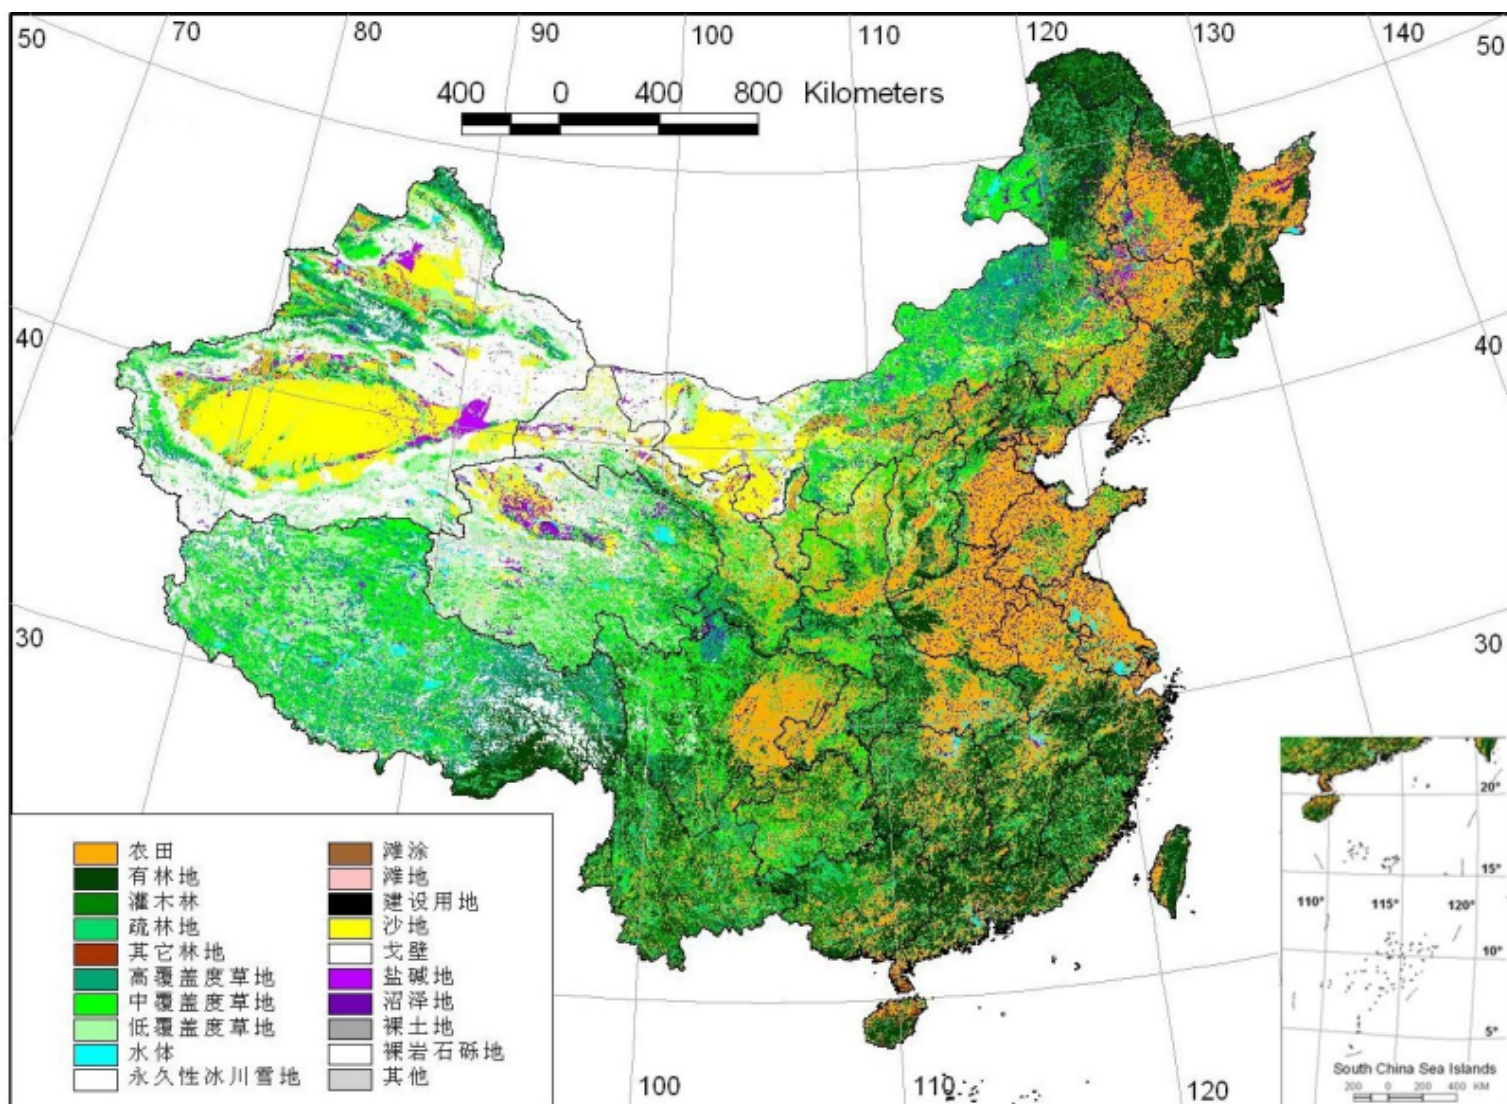 50
70
80
90
100
110
120
130
140
50
400 0 400 800 Kilometers
40
40
30
30
农田
有林地
灌木林
疏林地
其它林地
高覆盖度草地
中覆盖度草地
低覆盖度草地
水体
永久性冰川雪地
滩涂
滩地
建设用地
沙地
戈壁
盐碱地
沼泽地
裸土地
裸岩石砾地
其他
100
110
120
20°
15°
110° 115° 120°
10°
5°
South China Sea Islands
200 0 200 400 KM